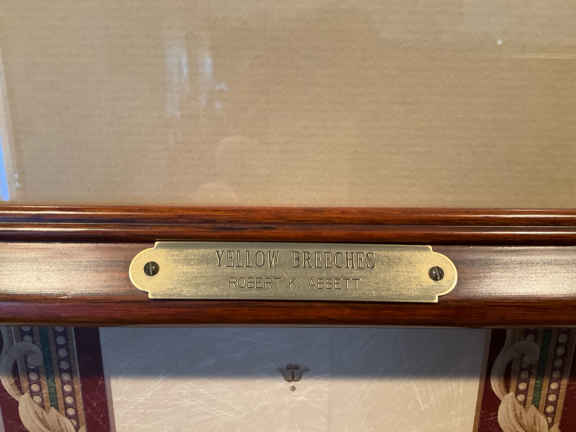 YELLOW BREECHES
ROBERT K. ABBETT